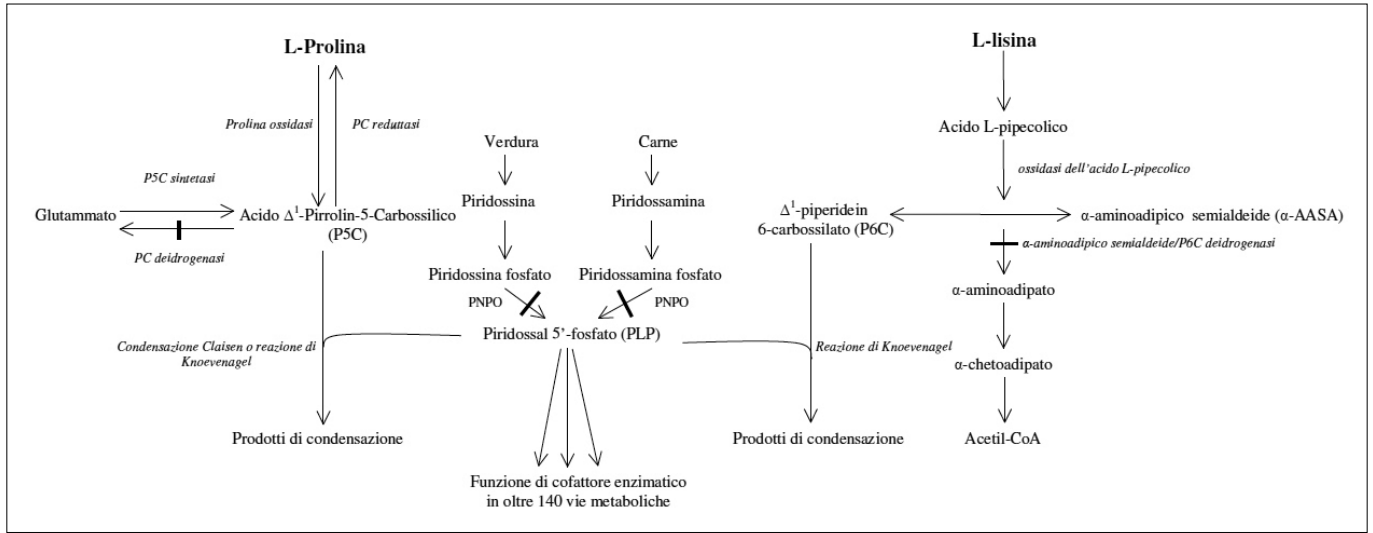 L-Prolina
L-lisina
Prolina ossidasi
PC reduttasi
Verdura
Carne
Acido L-pipecolico
P5C sintetasi
ossidasi dell'acido L-pipecolico
Glutammato
Acido Δ¹-Pirrolin-5-Carbossilico
(P5C)
Piridossina
Piridossamina
Δ¹-piperidein
6-carbossilato (P6C)
α-aminoadipico semialdeide (α-AASA)
PC deidrogenasi
α-aminoadipico semialdeide/P6C deidrogenasi
Piridossina fosfato
Piridossamina fosfato
α-aminoadipato
PNPO
PNPO
Piridossal 5'-fosfato (PLP)
Condensazione Claisen o reazione di
Knoevenagel
Reazione di Knoevenagel
α-chetoadipato
Prodotti di condensazione
Prodotti di condensazione
Acetil-CoA
Funzione di cofattore enzimatico
in oltre 140 vie metaboliche